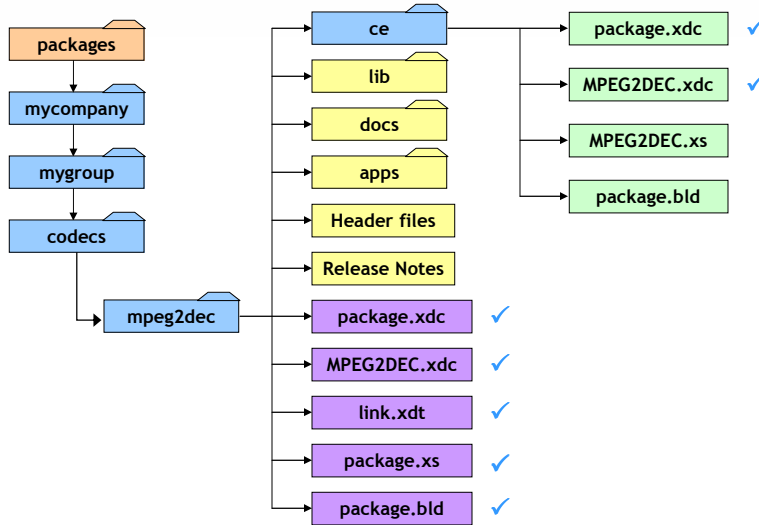 packages
mycompany
mygroup
codecs
mpeg2dec
ce
lib
docs
apps
Header files
Release Notes
package.xdc
MPEG2DEC.xdc
link.xdt
package.xs
package.bld
package.xdc
MPEG2DEC.xdc
MPEG2DEC.xs
package.bld